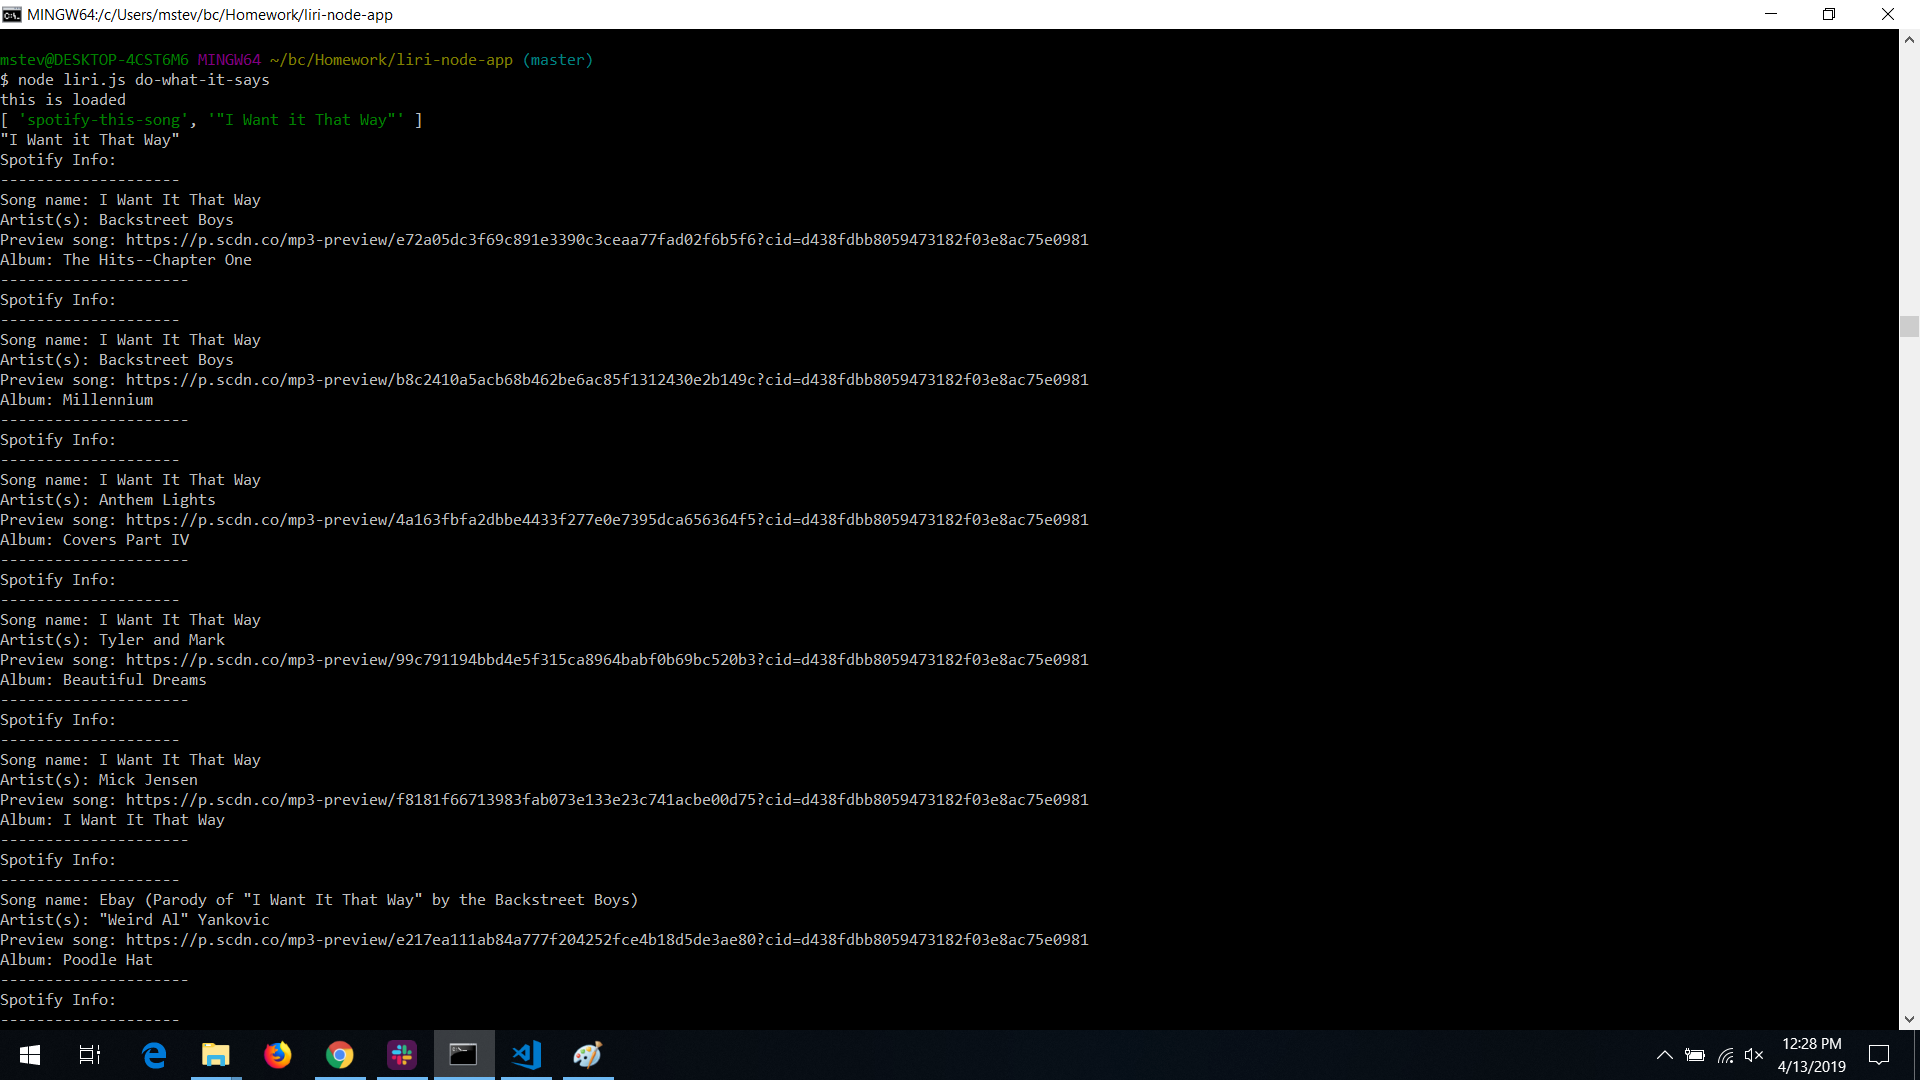 MINGW64:/c/Users/mstev/bc/Homework/liri-node-app
mstev@DESKTOP-4CST6M6 MINGW64 ~/bc/Homework/liri-node-app (master)
$ node liri.js do-what-it-says
this is loaded
[ 'spotify-this-song', '"I Want it That Way"' ]
"I Want it That Way"
Spotify Info:
--------------------
Song name: I Want It That Way
Artist(s): Backstreet Boys
Preview song: https://p.scdn.co/mp3-preview/e72a05dc3f69c891e3390c3ceaa77fad02f6b5f6?cid=d438fdbb8059473182f03e8ac75e0981
Album: The Hits--Chapter One
---------------------
Spotify Info:
--------------------
Song name: I Want It That Way
Artist(s): Backstreet Boys
Preview song: https://p.scdn.co/mp3-preview/b8c2410a5acb68b462be6ac85f1312430e2b149c?cid=d438fdbb8059473182f03e8ac75e0981
Album: Millennium
---------------------
Spotify Info:
--------------------
Song name: I Want It That Way
Artist(s): Anthem Lights
Preview song: https://p.scdn.co/mp3-preview/4a163fbfa2dbbe4433f277e0e7395dca656364f5?cid=d438fdbb8059473182f03e8ac75e0981
Album: Covers Part IV
---------------------
Spotify Info:
--------------------
Song name: I Want It That Way
Artist(s): Tyler and Mark
Preview song: https://p.scdn.co/mp3-preview/99c791194bbd4e5f315ca8964babf0b69bc520b3?cid=d438fdbb8059473182f03e8ac75e0981
Album: Beautiful Dreams
---------------------
Spotify Info:
--------------------
Song name: I Want It That Way
Artist(s): Mick Jensen
Preview song: https://p.scdn.co/mp3-preview/f8181f66713983fab073e133e23c741acbe00d75?cid=d438fdbb8059473182f03e8ac75e0981
Album: I Want It That Way
---------------------
Spotify Info:
--------------------
Song name: Ebay (Parody of "I Want It That Way" by the Backstreet Boys)
Artist(s): "Weird Al" Yankovic
Preview song: https://p.scdn.co/mp3-preview/e217ea111ab84a777f204252fce4b18d5de3ae80?cid=d438fdbb8059473182f03e8ac75e0981
Album: Poodle Hat
---------------------
Spotify Info:
--------------------
12:28 PM
4/13/2019